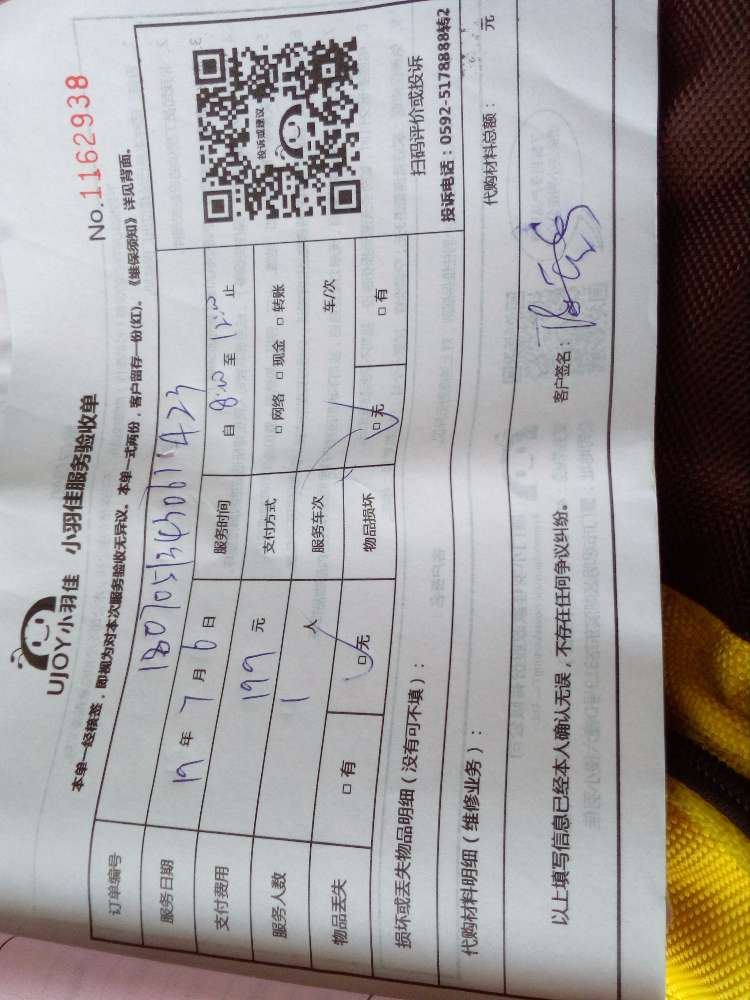 UJOY小羽佳 小羽佳服务验收单
No.1162938
本单一经核签，即视为对本次服务验收无异议。本单一式两份，客户留存一份(红)。《维保须知》详见背面。
订单编号
服务日期 19 年 7 月 6 日 服务时间 自 8:00 至 12:00 止
支付费用 199 元 支付方式 □ 网络 □ 现金 □ 转账
服务人数 1 人 服务车次 车/次
物品丢失 □ 有 □ 无 物品损坏 □ 无 □ 有
投诉或建议
扫码评价或投诉
投诉电话：0592-5178888转2
损坏或丢失物品明细（没有可不填）：
代购材料明细（维修业务）： 代购材料总额： 元
以上填写信息已经本人确认无误，不存在任何争议纠纷。 客户签名：